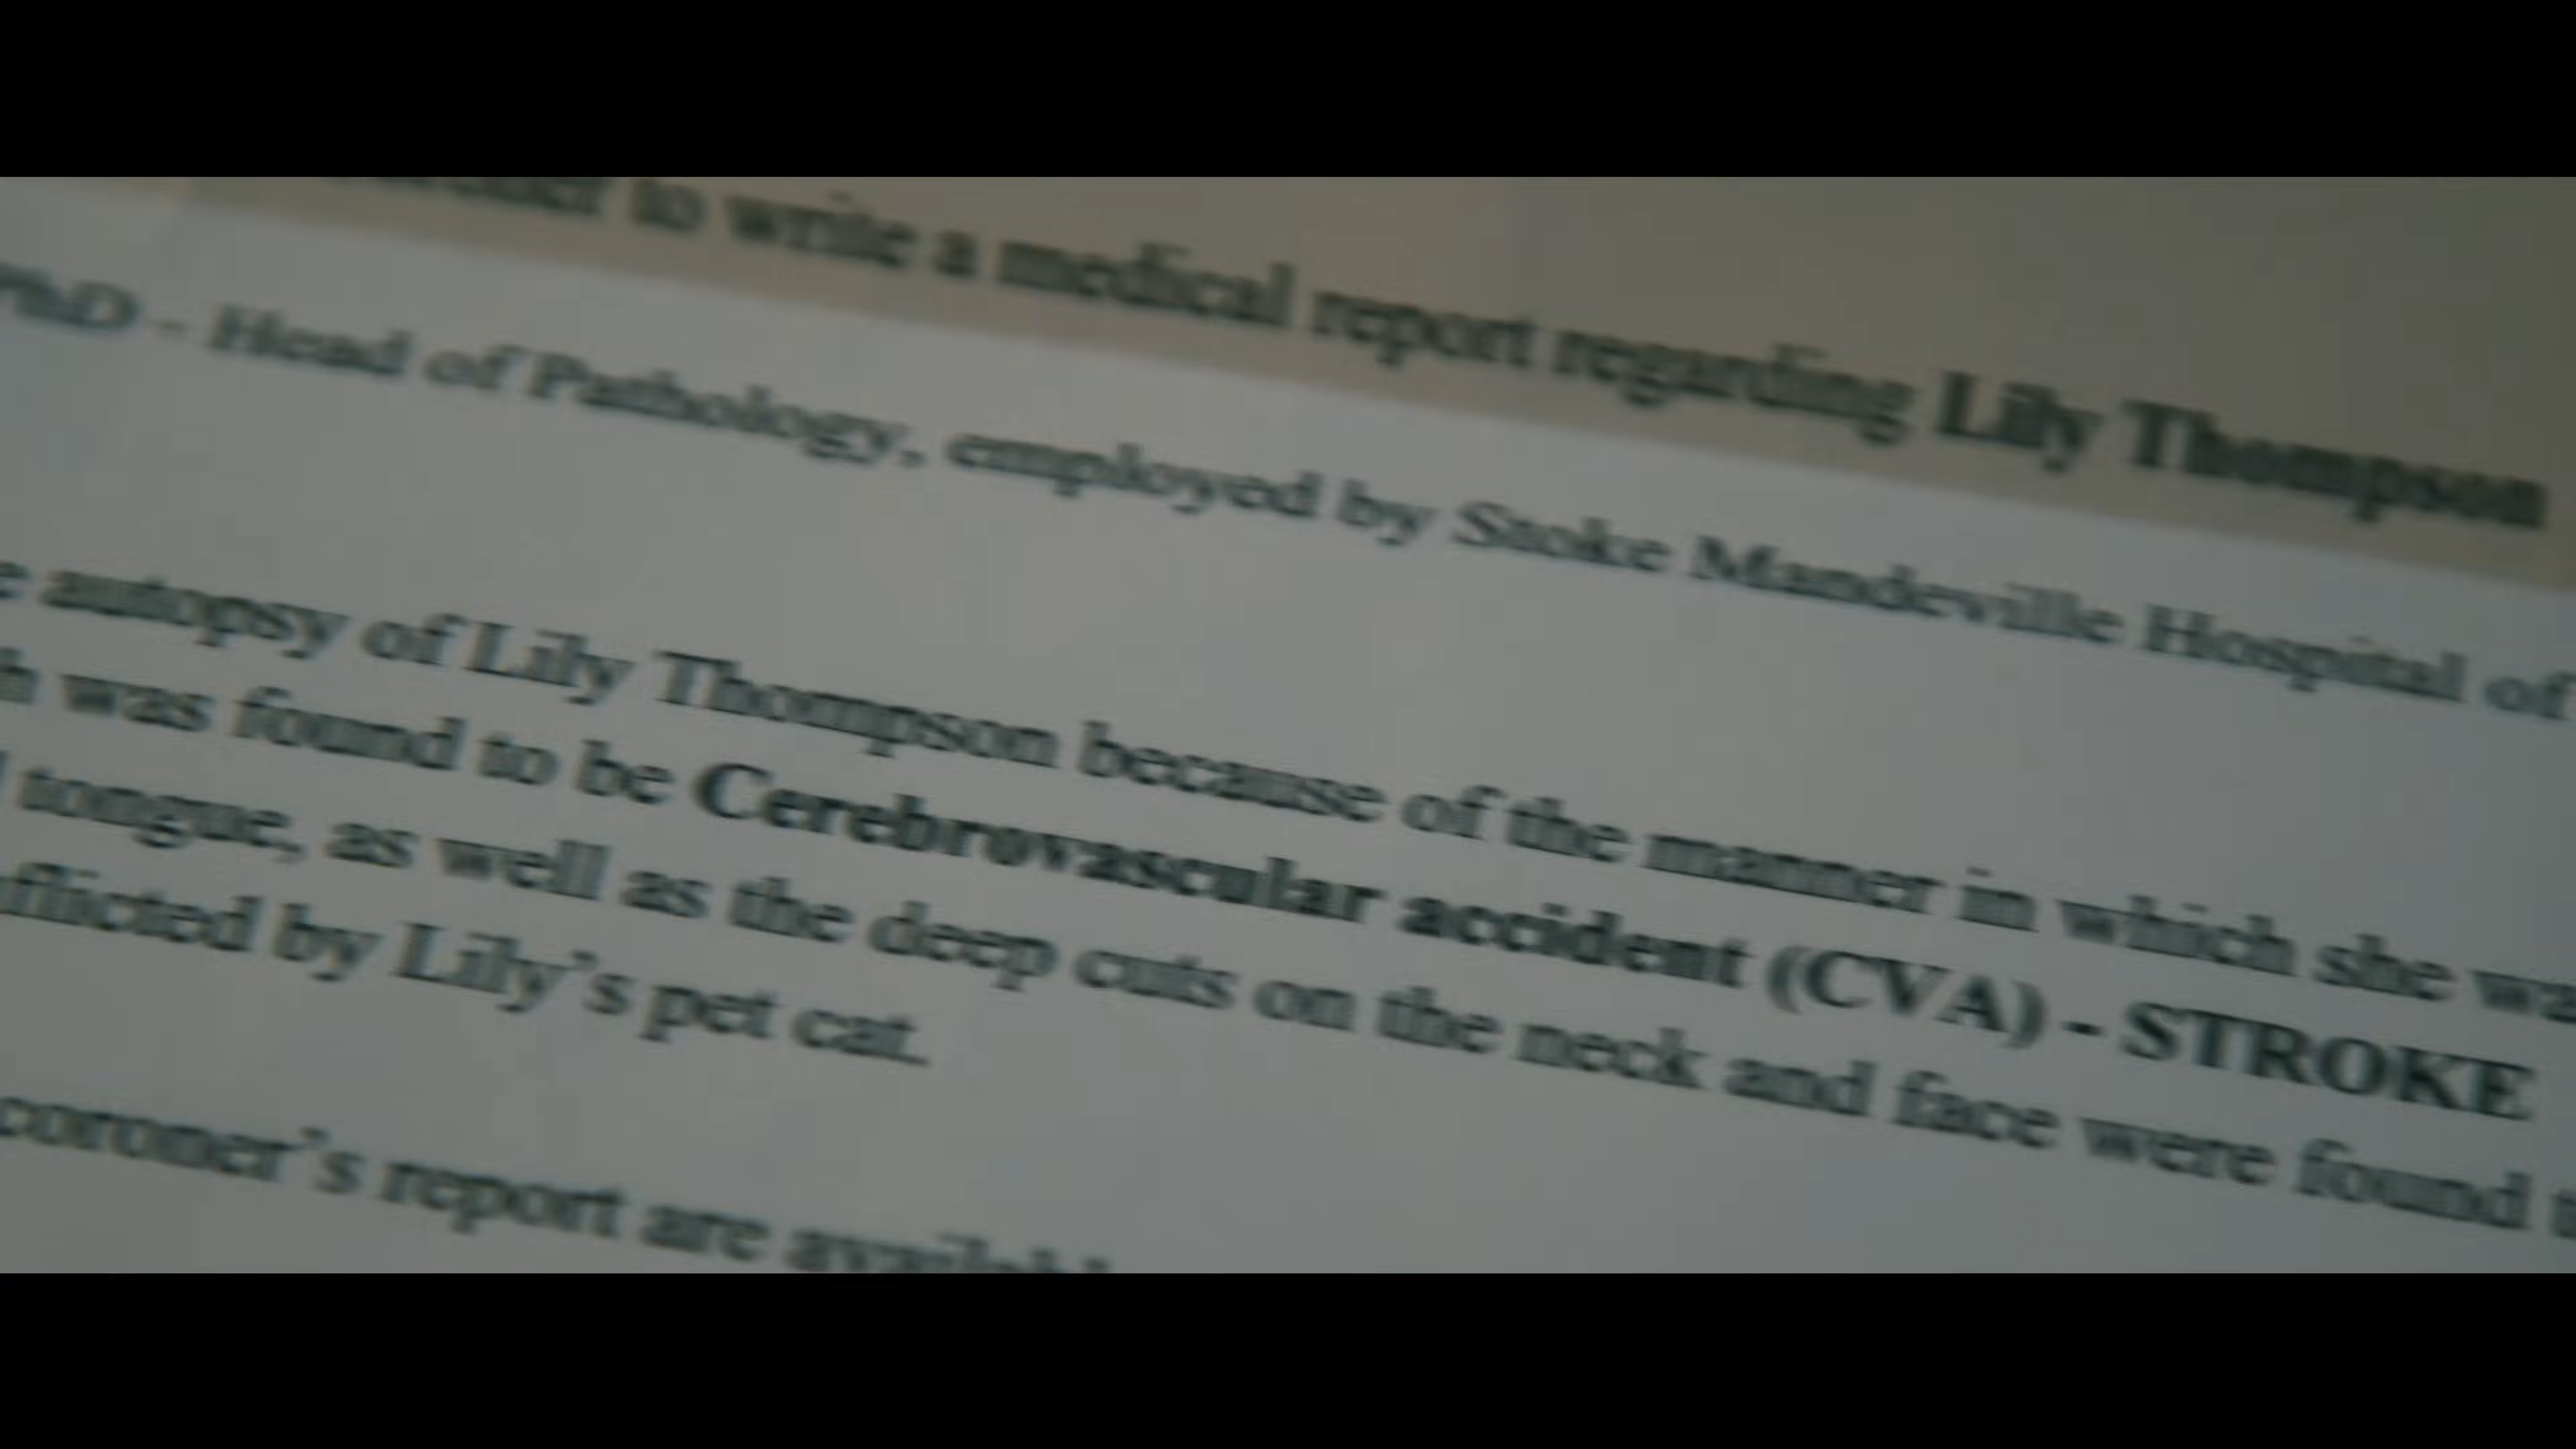 to write a medical report regarding Lily Thompson
PhD - Head of Pathology, employed by Stoke Mandeville Hospital of
autopsy of Lily Thompson because of the manner in which she
was found to be Cerebrovascular accident (CVA) - STROKE
tongue, as well as the deep cuts on the neck and face were found
by Lily's pet cat.
coroner's report are